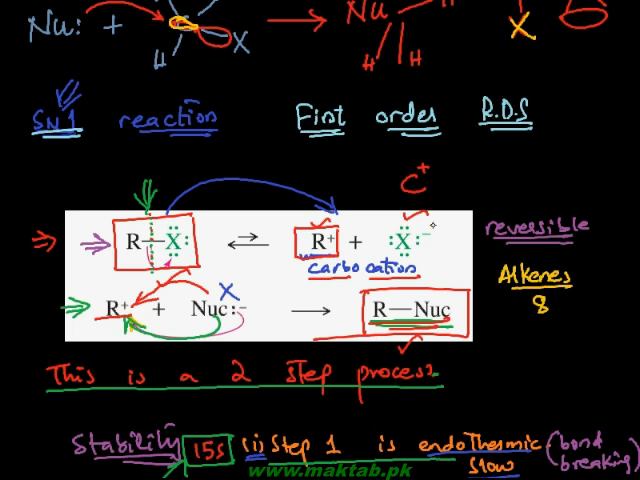 Nu: + H X Nu H H H X
SN1 reaction First order R.D.S
C+
R—X: ⇌ R+ + :X:− reversible
carbocation
Alkenes
8
X
R+ + Nuc:− → R—Nuc
This is a 2 step process.
Stability 15s (i) Step 1 is endothermic (bond breaking)
slow
www.maktab.pk